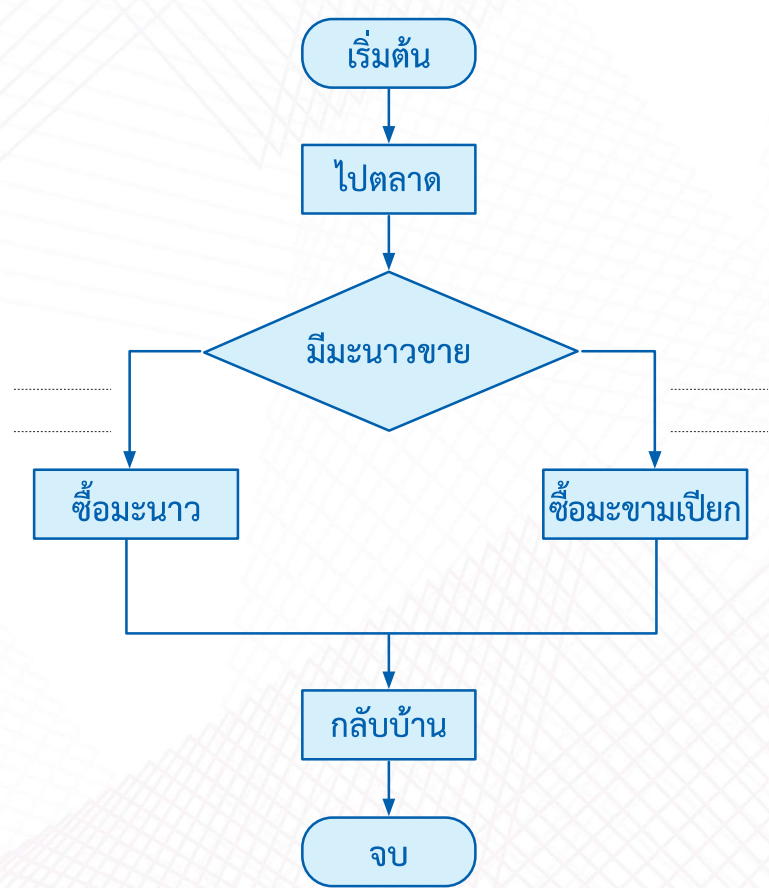 เริ่มต้น
ไปตลาด
มีมะนาวขาย
ซื้อมะนาว
ซื้อมะขามเปียก
กลับบ้าน
จบ